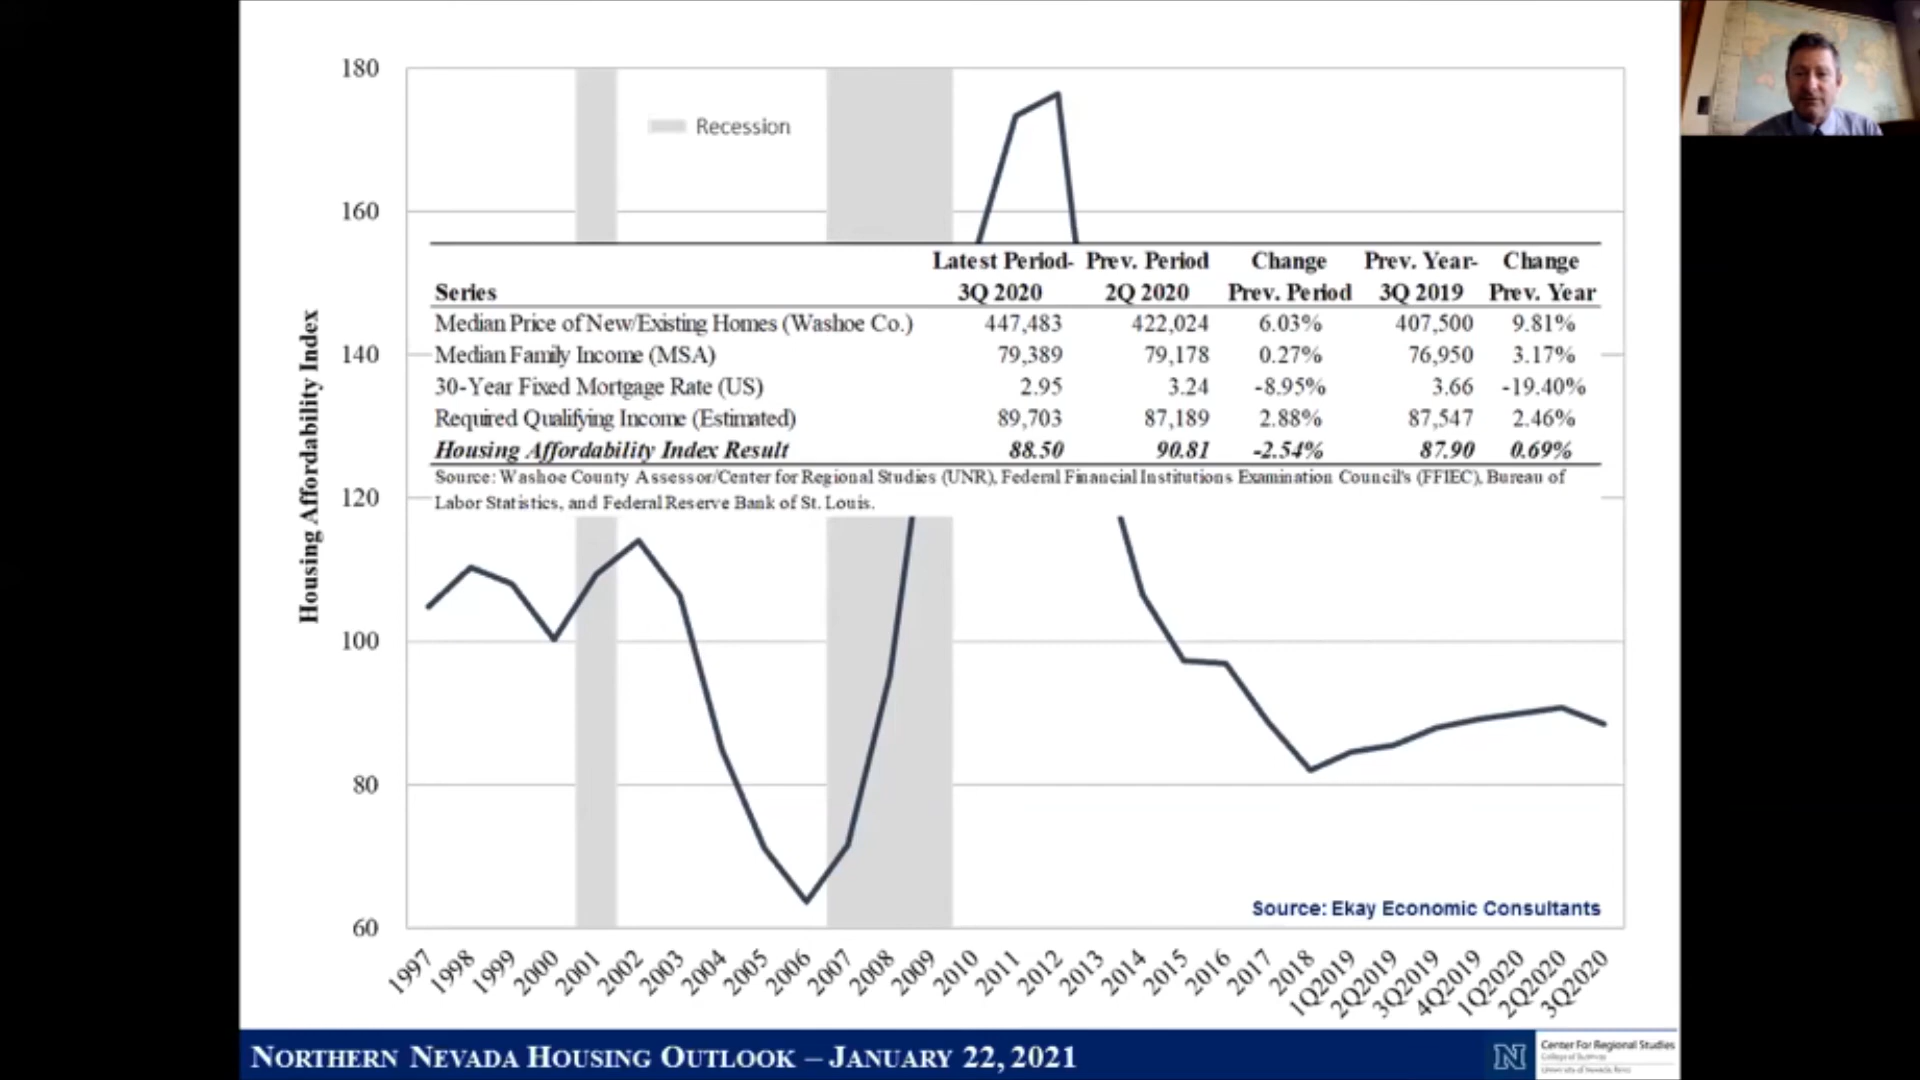 180
Recession
160
Latest Period- Prev. Period Change Prev. Year- Change
Series 3Q 2020 2Q 2020 Prev. Period 3Q 2019 Prev. Year
Median Price of New/Existing Homes (Washoe Co.) 447,483 422,024 6.03% 407,500 9.81%
140 Median Family Income (MSA) 79,389 79,178 0.27% 76,950 3.17%
30-Year Fixed Mortgage Rate (US) 2.95 3.24 -8.95% 3.66 -19.40%
Required Qualifying Income (Estimated) 89,703 87,189 2.88% 87,547 2.46%
Housing Affordability Index Result 88.50 90.81 -2.54% 87.90 0.69%
Source: Washoe County Assessor/Center for Regional Studies (UNR), Federal Financial Institutions Examination Council's (FFIEC), Bureau of
120 Labor Statistics, and Federal Reserve Bank of St. Louis.
Housing Affordability Index
100
80
Source: Ekay Economic Consultants
60
1997 1998 1999 2000 2001 2002 2003 2004 2005 2006 2007 2008 2009 2010 2011 2012 2013 2014 2015 2016 2017 2018 1Q2019 2Q2019 3Q2019 4Q2019 1Q2020 2Q2020 3Q2020
NORTHERN NEVADA HOUSING OUTLOOK – JANUARY 22, 2021
N
Center For Regional Studies
College of Business
University of Nevada, Reno